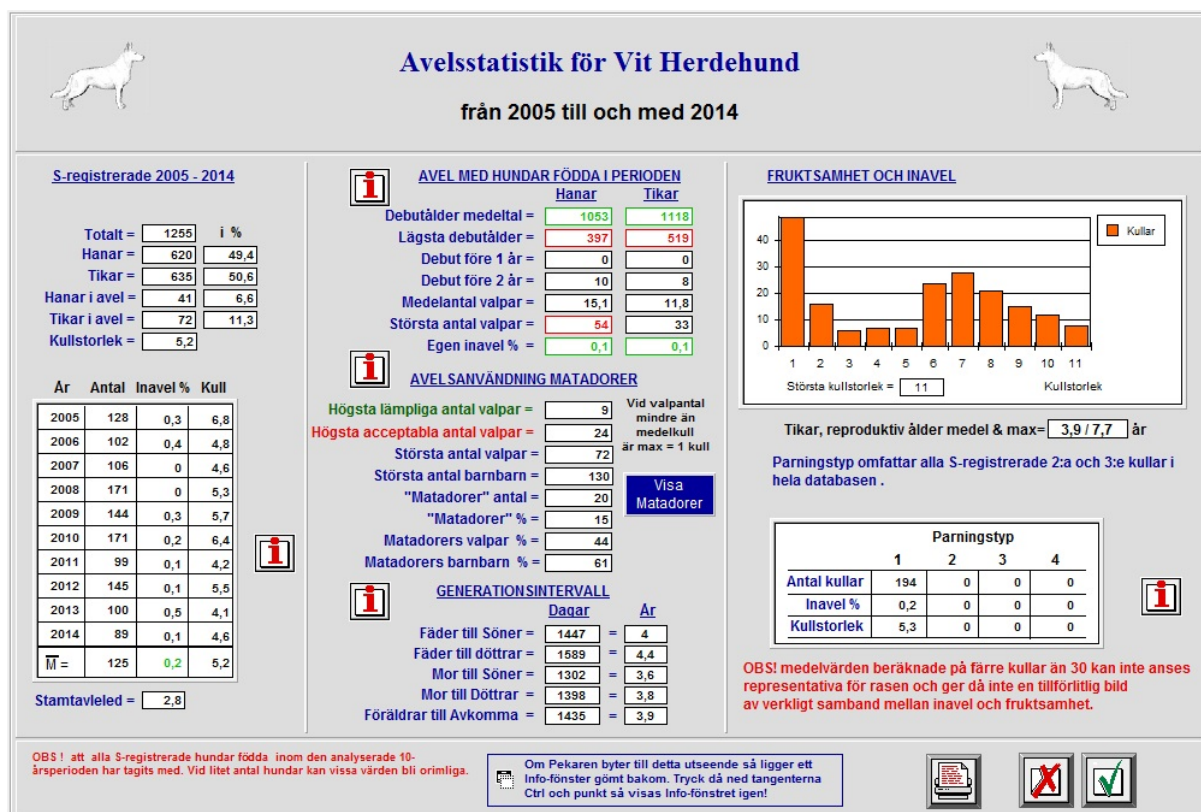 Avelsstatistik för Vit Herdehund
från 2005 till och med 2014
S-registrerade 2005 - 2014
Totalt = 1255 i %
Hanar = 620 49,4
Tikar = 635 50,6
Hanar i avel = 41 6,6
Tikar i avel = 72 11,3
Kullstorlek = 5,2
År Antal Inavel % Kull
2005 128 0,3 6,8
2006 102 0,4 4,8
2007 106 0 4,6
2008 171 0 5,3
2009 144 0,3 5,7
2010 171 0,2 6,4
2011 99 0,1 4,2
2012 145 0,1 5,5
2013 100 0,5 4,1
2014 89 0,1 4,6
M = 125 0,2 5,2
Stamtavleled = 2,8
AVEL MED HUNDAR FÖDDA I PERIODEN
Hanar Tikar
Debutålder medeltal = 1053 1118
Lägsta debutålder = 397 519
Debut före 1 år = 0 0
Debut före 2 år = 10 8
Medelantal valpar = 15,1 11,8
Största antal valpar = 54 33
Egen inavel % = 0,1 0,1
AVELSANVÄNDNING MATADORER
Högsta lämpliga antal valpar = 9
Högsta acceptabla antal valpar = 24
Största antal valpar = 72
Största antal barnbarn = 130
"Matadorer" antal = 20
"Matadorer" % = 15
Matadorers valpar % = 44
Matadorers barnbarn % = 61
Vid valpantal
mindre än
medelkull
är max = 1 kull
Visa
Matadorer
GENERATIONSINTERVALL
Dagar År
Fäder till Söner = 1447 = 4
Fäder till döttrar = 1589 = 4,4
Mor till Söner = 1302 = 3,6
Mor till Döttrar = 1398 = 3,8
Föräldrar till Avkomma = 1435 = 3,9
FRUKTSAMHET OCH INAVEL
40
30
20
10
0
1 2 3 4 5 6 7 8 9 10 11
Kullar
Största kullstorlek = 11 Kullstorlek
Tikar, reproduktiv ålder medel & max= 3,9 / 7,7 år
Parningstyp omfattar alla S-registrerade 2:a och 3:e kullar i
hela databasen .
Parningstyp
1 2 3 4
Antal kullar 194 0 0 0
Inavel % 0,2 0 0 0
Kullstorlek 5,3 0 0 0
OBS! medelvärden beräknade på färre kullar än 30 kan inte anses
representativa för rasen och ger då inte en tillförlitlig bild
av verkligt samband mellan inavel och fruktsamhet.
OBS ! att alla S-registrerade hundar födda inom den analyserade 10-
årsperioden har tagits med. Vid litet antal hundar kan vissa värden bli orimliga.
Om Pekaren byter till detta utseende så ligger ett
Info-fönster gömt bakom. Tryck då ned tangenterna
Ctrl och punkt så visas Info-fönstret igen!